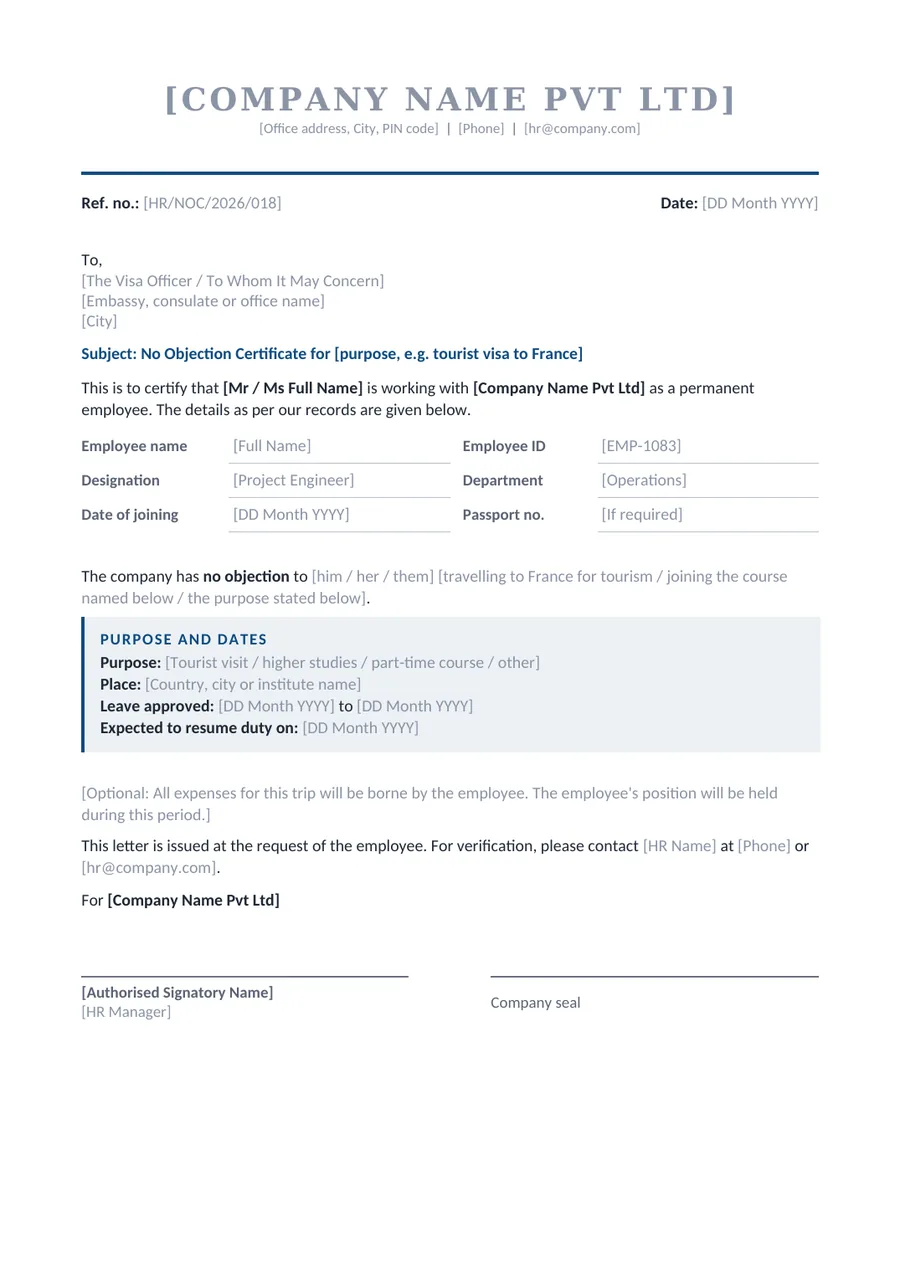 [COMPANY NAME PVT LTD]
[Office address, City, PIN code] | [Phone] | [hr@company.com]
Ref. no.: [HR/NOC/2026/018] Date: [DD Month YYYY]
To,
[The Visa Officer / To Whom It May Concern]
[Embassy, consulate or office name]
[City]
Subject: No Objection Certificate for [purpose, e.g. tourist visa to France]
This is to certify that [Mr / Ms Full Name] is working with [Company Name Pvt Ltd] as a permanent
employee. The details as per our records are given below.
Employee name [Full Name] Employee ID [EMP-1083]
Designation [Project Engineer] Department [Operations]
Date of joining [DD Month YYYY] Passport no. [If required]
The company has no objection to [him / her / them] [travelling to France for tourism / joining the course
named below / the purpose stated below].
PURPOSE AND DATES
Purpose: [Tourist visit / higher studies / part-time course / other]
Place: [Country, city or institute name]
Leave approved: [DD Month YYYY] to [DD Month YYYY]
Expected to resume duty on: [DD Month YYYY]
[Optional: All expenses for this trip will be borne by the employee. The employee's position will be held
during this period.]
This letter is issued at the request of the employee. For verification, please contact [HR Name] at [Phone] or
[hr@company.com].
For [Company Name Pvt Ltd]
[Authorised Signatory Name]
[HR Manager]
Company seal